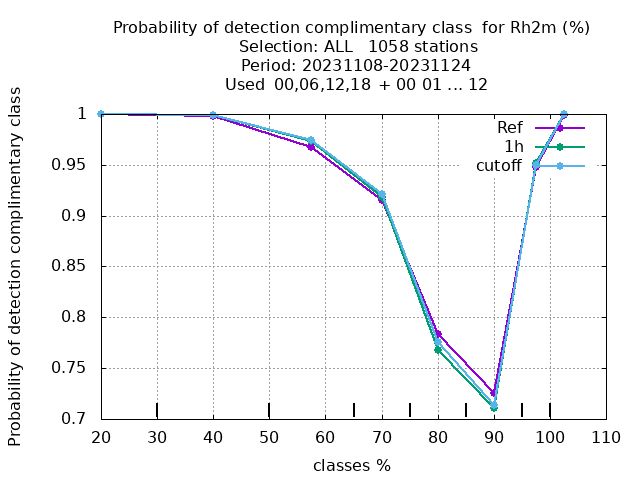 Probability of detection complimentary class  for Rh2m (%)
Selection: ALL   1058 stations
Period: 20231108-20231124
Used  00,06,12,18  + 00 01 ... 12
Probability of detection complimentary class
1
0.95
0.9
0.85
0.8
0.75
0.7
Ref
1h
cutoff
20 30 40 50 60 70 80 90 100 110
classes %